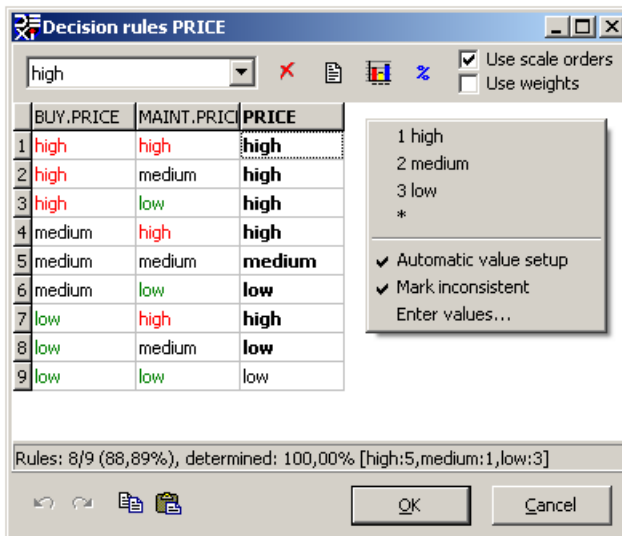 Decision rules PRICE
high
Use scale orders
Use weights
%
BUY.PRICE MAINT.PRICI PRICE
1 high high high
2 high medium high
3 high low high
4 medium high high
5 medium medium medium
6 medium low low
7 low high high
8 low medium low
9 low low low
1 high
2 medium
3 low
*
Automatic value setup
Mark inconsistent
Enter values...
Rules: 8/9 (88,89%), determined: 100,00% [high:5,medium:1,low:3]
OK Cancel